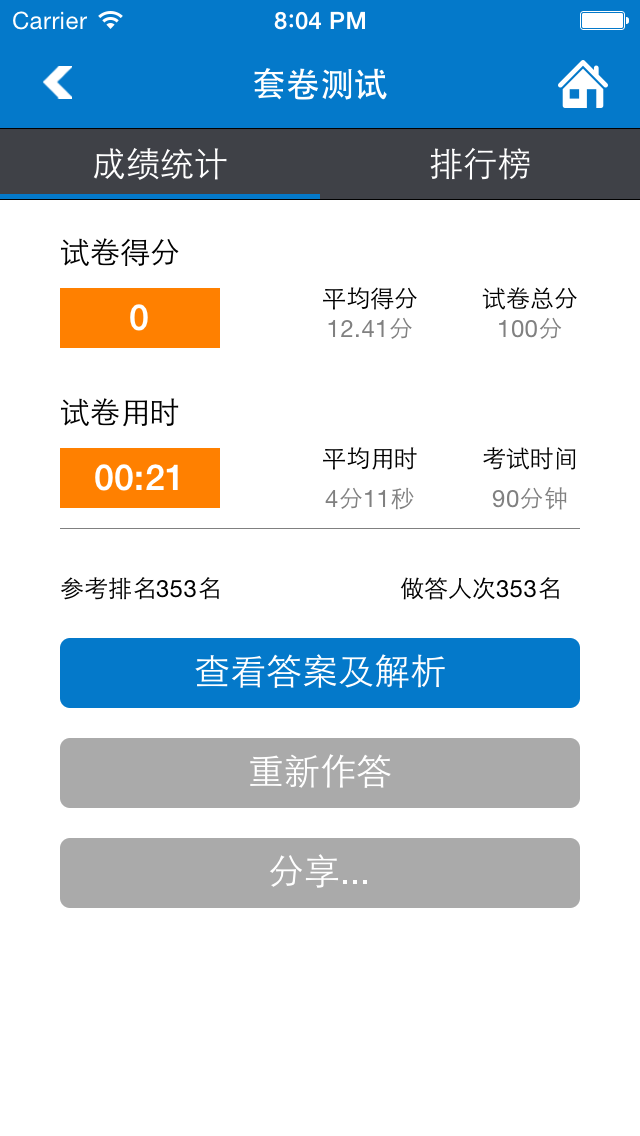 Carrier 8:04 PM
套卷测试
成绩统计 排行榜
试卷得分
0
平均得分 试卷总分
12.41分 100分
试卷用时
00:21
平均用时 考试时间
4分11秒 90分钟
参考排名353名 做答人次353名
查看答案及解析
重新作答
分享...